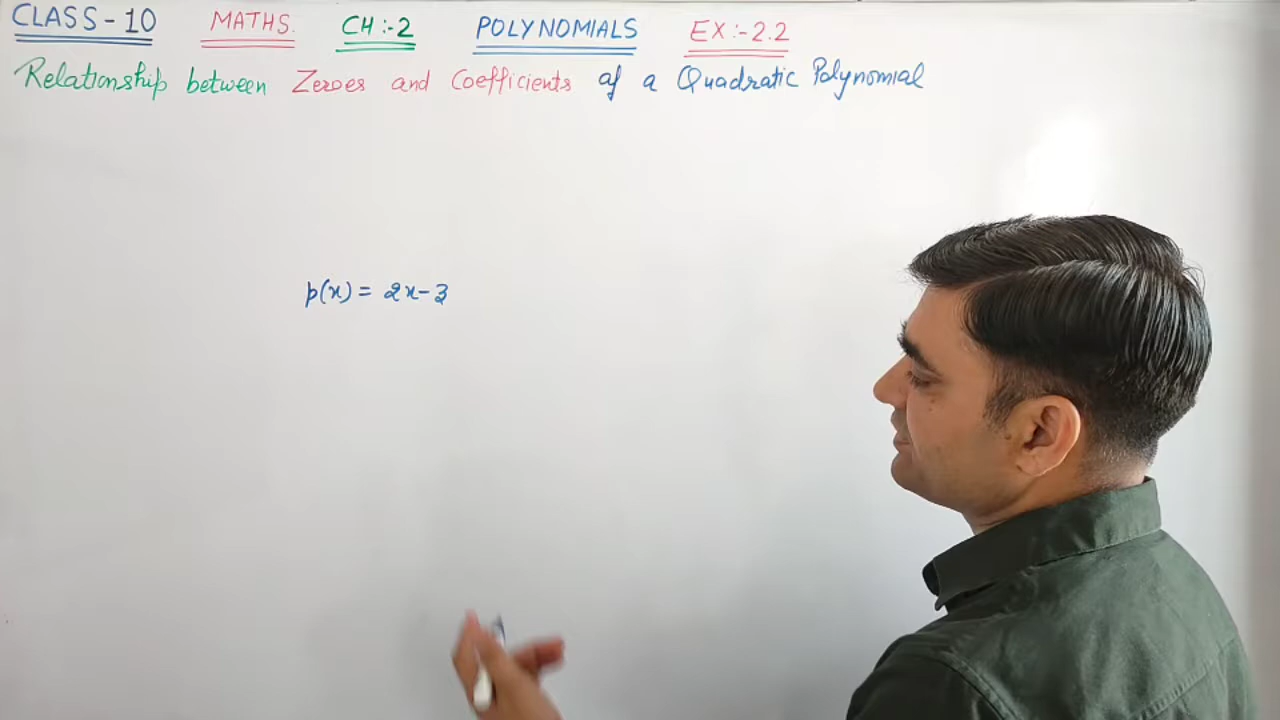 CLASS-10 MATHS. CH:-2 POLYNOMIALS EX:-2.2
Relationship between Zeroes and Coefficients of a Quadratic Polynomial
p(x) = 2x-3